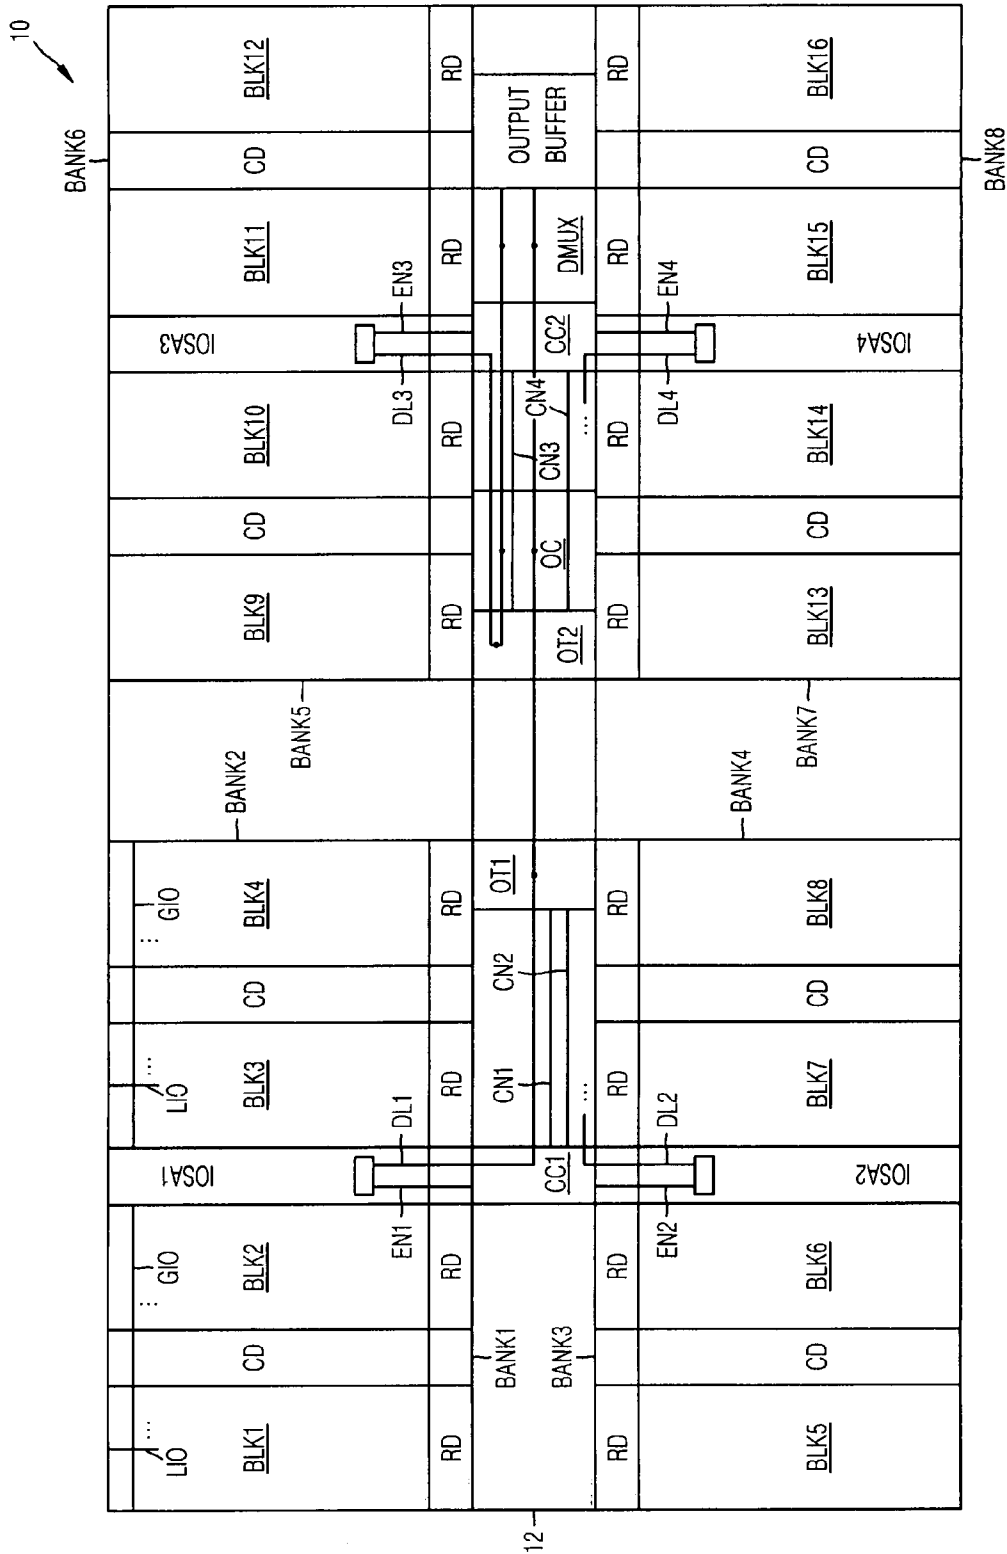 10
BANK6
BANK8
BLK12
RD
RD
BLK16
CD
OUTPUT
BUFFER
CD
BLK11
RD
DMUX
RD
BLK15
EN3
EN4
IOSA3
CC2
IOSA4
DL3
DL4
BLK10
RD
CN3
CN4
...
RD
BLK14
CD
OC
CD
BLK9
RD
OT2
RD
BLK13
BANK5
BANK7
BANK2
BANK4
GIO
...
BLK4
RD
OT1
RD
BLK8
CD
CN2
CD
LIO
...
BLK3
RD
CN1
...
RD
BLK7
DL1
DL2
IOSA1
CC1
IOSA2
EN1
EN2
GIO
...
BLK2
RD
RD
BLK6
CD
BANK1
BANK3
CD
LIO
...
BLK1
RD
RD
BLK5
12